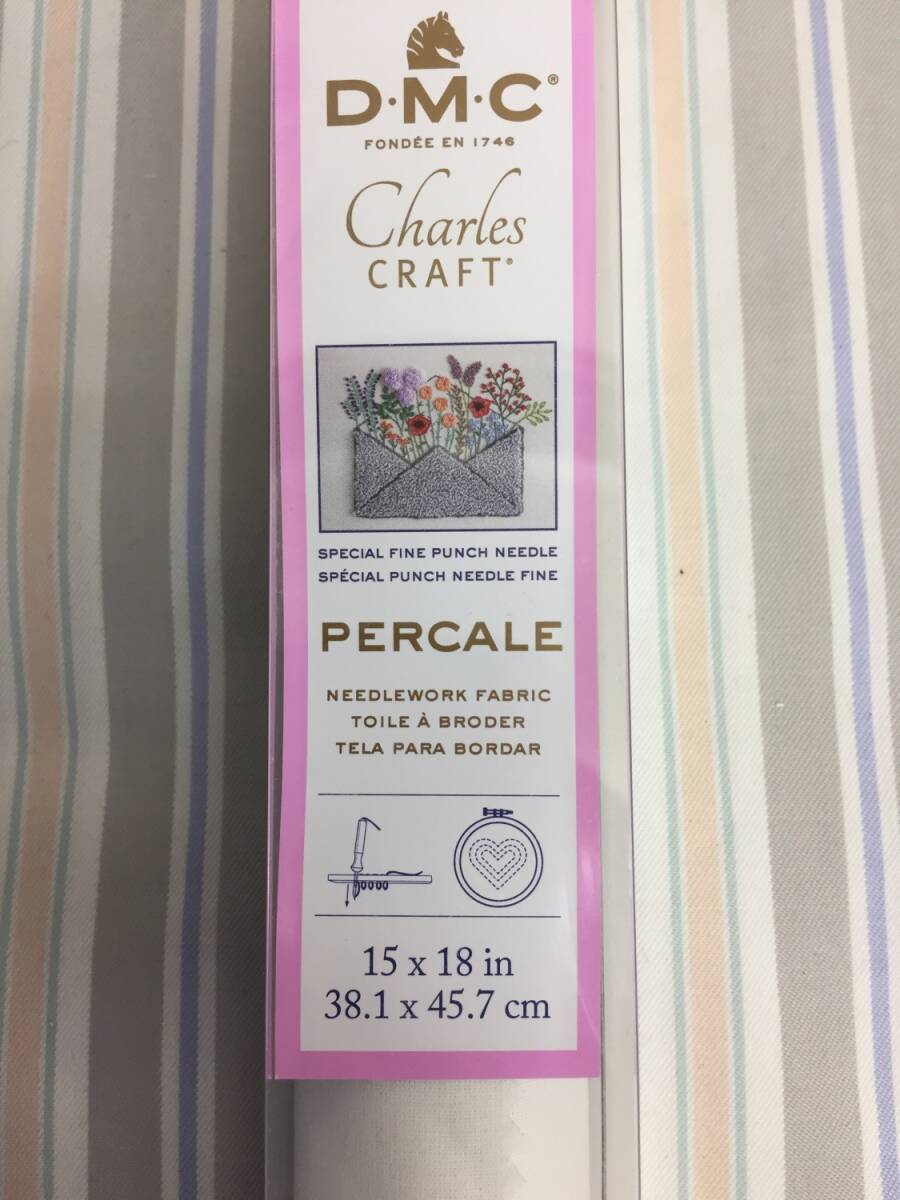 D·M·C®
FONDÉE EN 1746
Charles
CRAFT®
SPECIAL FINE PUNCH NEEDLE
SPÉCIAL PUNCH NEEDLE FINE
PERCALE
NEEDLEWORK FABRIC
TOILE À BRODER
TELA PARA BORDAR
15 x 18 in
38.1 x 45.7 cm